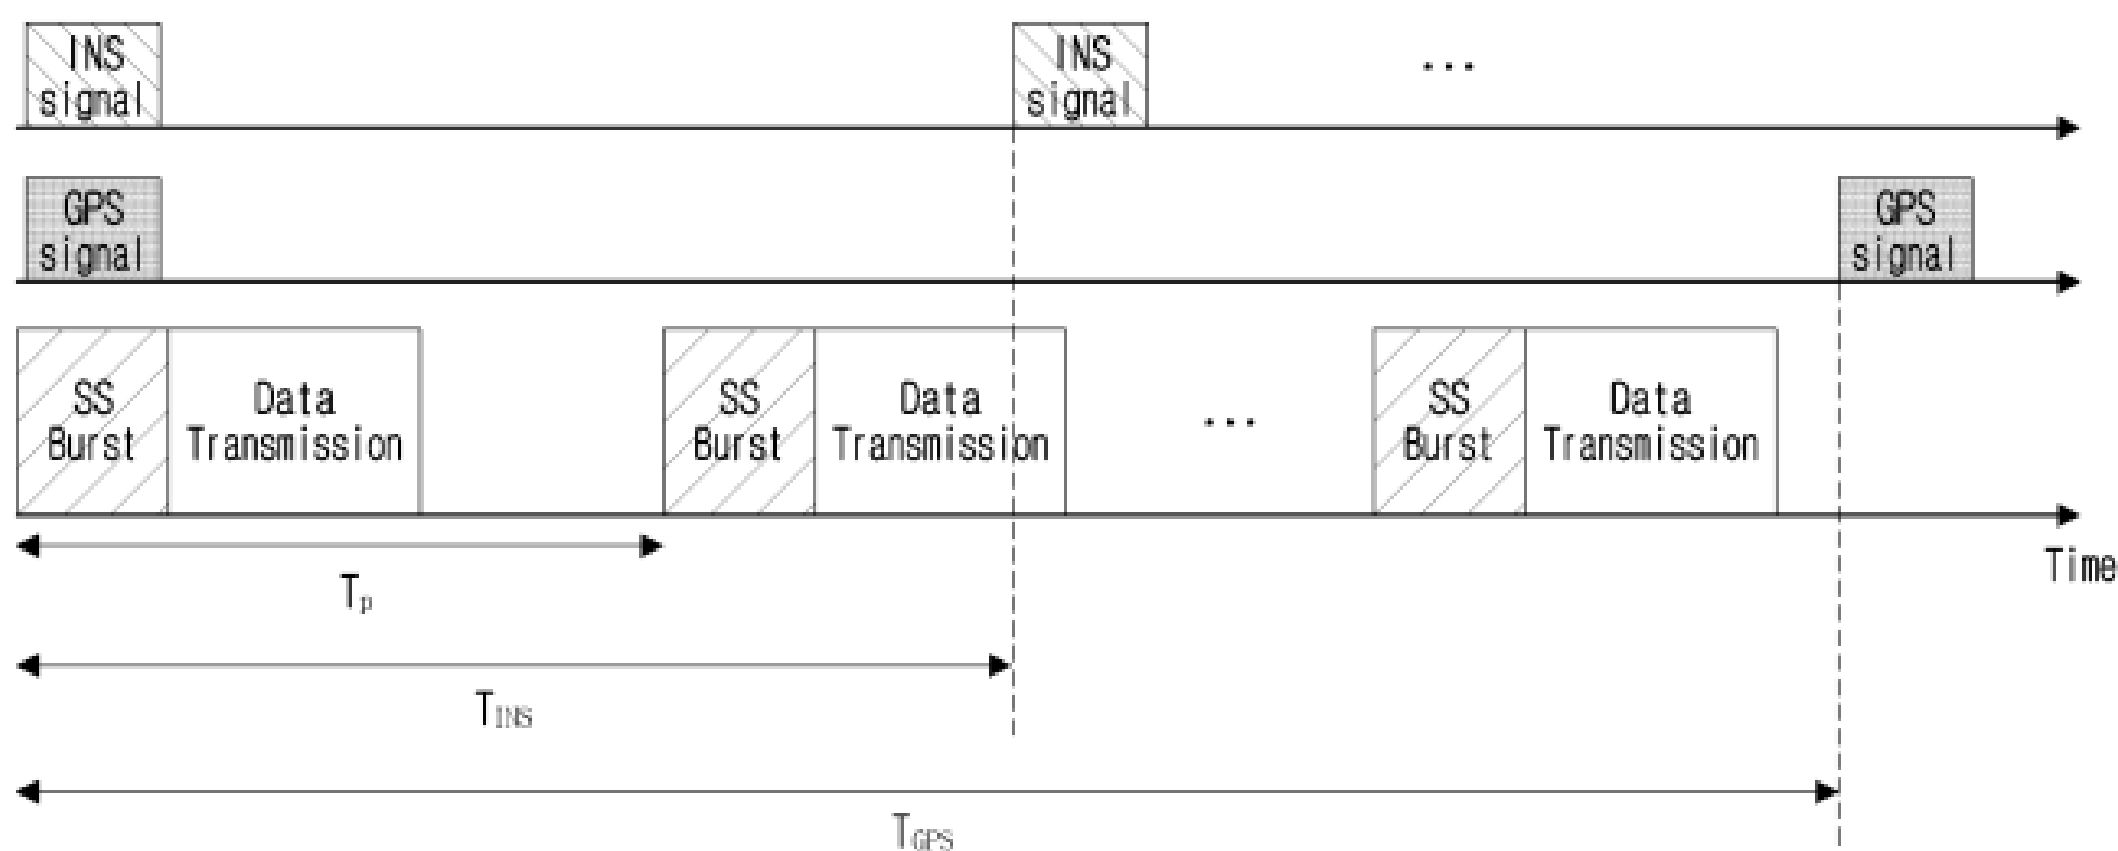 INS
signal
INS
signal
...
GPS
signal
GPS
signal
SS
Burst
Data
Transmission
SS
Burst
Data
Transmission
...
SS
Burst
Data
Transmission
Time
Tp
TINS
TGPS